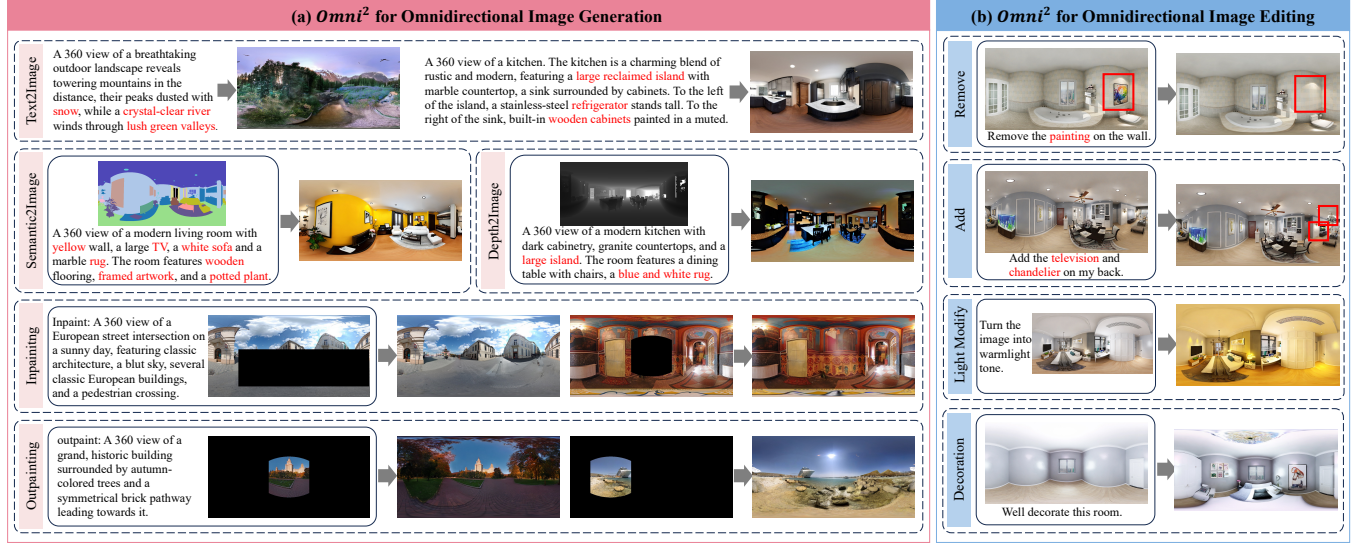 (a) Omni² for Omnidirectional Image Generation
Text2Image
A 360 view of a breathtaking
outdoor landscape reveals
towering mountains in the
distance, their peaks dusted with
snow, while a crystal-clear river
winds through lush green valleys.
A 360 view of a kitchen. The kitchen is a charming blend of
rustic and modern, featuring a large reclaimed island with
marble countertop, a sink surrounded by cabinets. To the left
of the island, a stainless-steel refrigerator stands tall. To the
right of the sink, built-in wooden cabinets painted in a muted.
Semantic2Image
A 360 view of a modern living room with
yellow wall, a large TV, a white sofa and a
marble rug. The room features wooden
flooring, framed artwork, and a potted plant.
Depth2Image
A 360 view of a modern kitchen with
dark cabinetry, granite countertops, and a
large island. The room features a dining
table with chairs, a blue and white rug.
Inpainitng
Inpaint: A 360 view of a
European street intersection on
a sunny day, featuring classic
architecture, a blut sky, several
classic European buildings,
and a pedestrian crossing.
Outpainting
outpaint: A 360 view of a
grand, historic building
surrounded by autumn-
colored trees and a
symmetrical brick pathway
leading towards it.
(b) Omni² for Omnidirectional Image Editing
Remove
Remove the painting on the wall.
Add
Add the television and
chandelier on my back.
Light Modify
Turn the
image into
warmlight
tone.
Decoration
Well decorate this room.